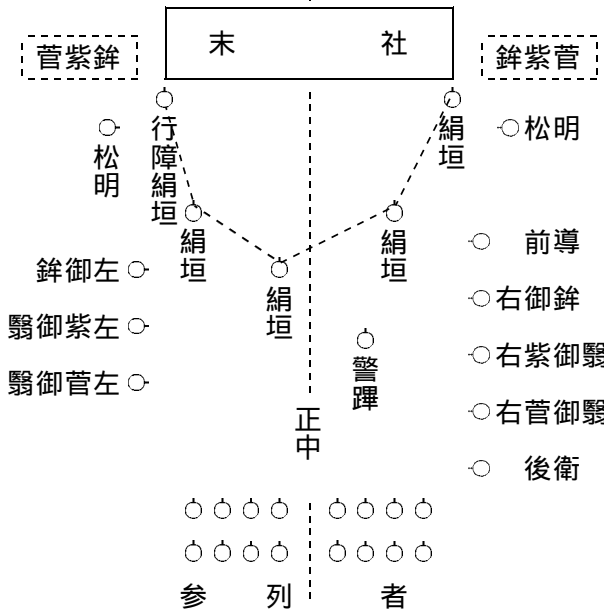 菅紫鉾
末 社
鉾紫菅
松明
行障絹垣
絹垣
松明
絹垣
絹垣
絹垣
前導
鉾御左
右御鉾
翳御紫左
警蹕
右紫御翳
翳御菅左
右菅御翳
正中
後衛
参 列 者